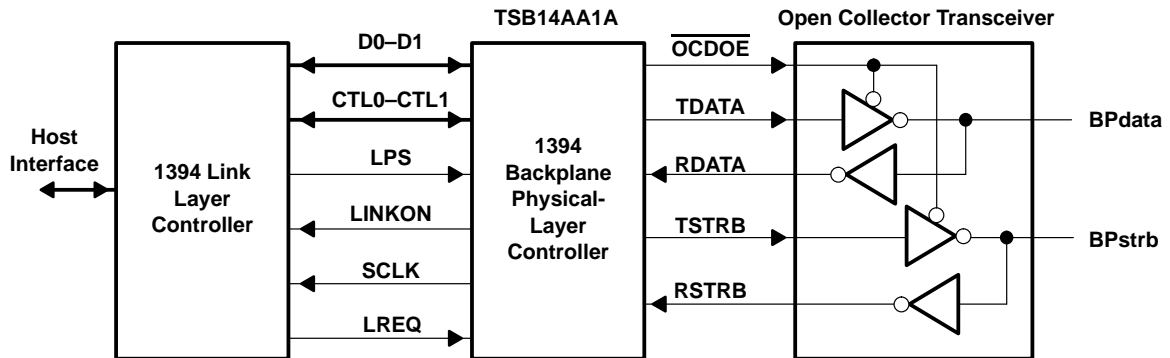 TSB14AA1A
Open Collector Transceiver
D0–D1
OCDOE
CTL0–CTL1
TDATA
BPdata
Host
Interface
1394 Link
Layer
Controller
LPS
1394
Backplane
Physical-
Layer
Controller
RDATA
LINKON
TSTRB
BPstrb
SCLK
RSTRB
LREQ